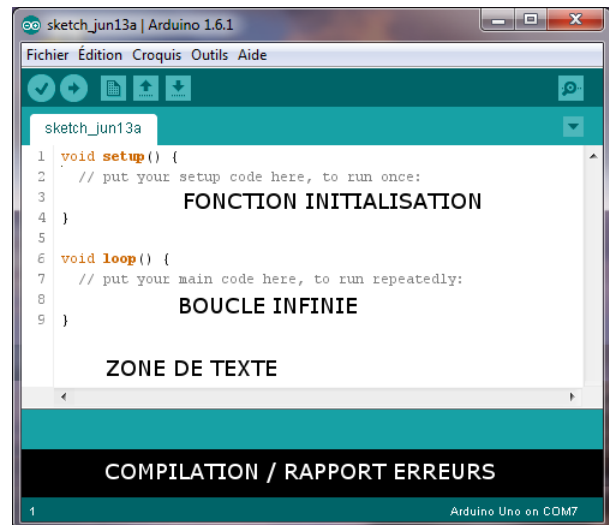 sketch_jun13a | Arduino 1.6.1
Fichier Édition Croquis Outils Aide
sketch_jun13a
1 void setup() {
2 // put your setup code here, to run once:
3 FONCTION INITIALISATION
4 }
5
6 void loop() {
7 // put your main code here, to run repeatedly:
8 BOUCLE INFINIE
9 }
ZONE DE TEXTE
COMPILATION / RAPPORT ERREURS
1 Arduino Uno on COM7